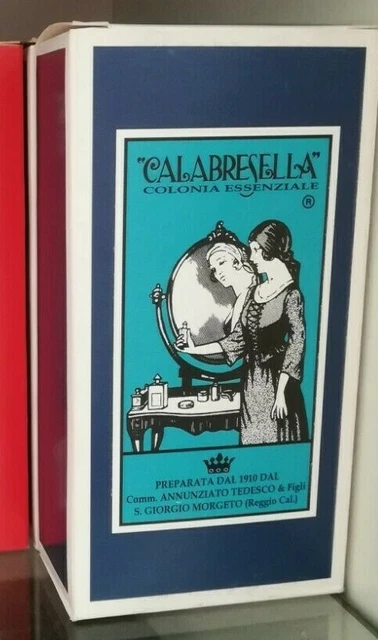 "CALABRESELLA"
COLONIA ESSENZIALE
®
PREPARATA DAL 1910 DAL
Comm. ANNUNZIATO TEDESCO & Figli
S. GIORGIO MORGETO (Reggio Cal.)